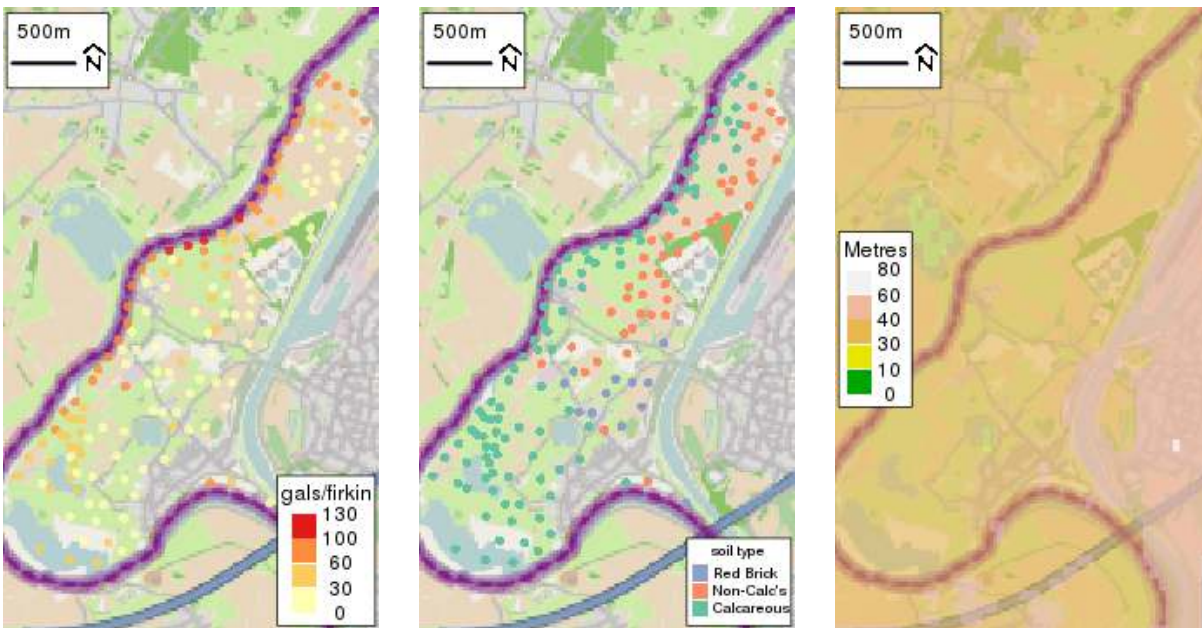 500m
N
gals/firkin
130
100
60
30
0
500m
N
soil type
Red Brick
Non-Calc's
Calcareous
500m
N
Metres
80
60
40
30
10
0